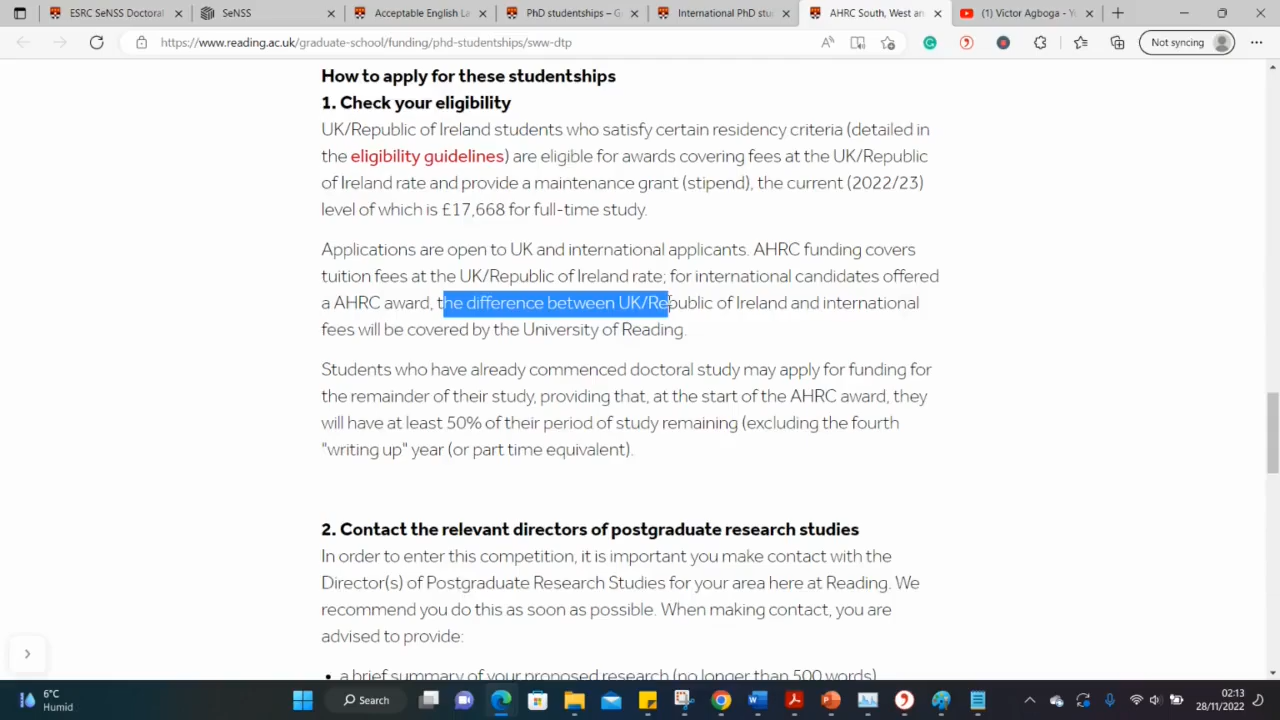 ESRC SeNSS Doctoral
SeNSS
Acceptable English La
PhD studentships – G
International PhD stu
AHRC South, West an
(1) Victor Agboga - Yo
https://www.reading.ac.uk/graduate-school/funding/phd-studentships/sww-dtp
Not syncing
How to apply for these studentships
1. Check your eligibility
UK/Republic of Ireland students who satisfy certain residency criteria (detailed in
the eligibility guidelines) are eligible for awards covering fees at the UK/Republic
of Ireland rate and provide a maintenance grant (stipend), the current (2022/23)
level of which is £17,668 for full-time study.
Applications are open to UK and international applicants. AHRC funding covers
tuition fees at the UK/Republic of Ireland rate; for international candidates offered
a AHRC award, the difference between UK/Republic of Ireland and international
fees will be covered by the University of Reading.
Students who have already commenced doctoral study may apply for funding for
the remainder of their study, providing that, at the start of the AHRC award, they
will have at least 50% of their period of study remaining (excluding the fourth
"writing up" year (or part time equivalent).
2. Contact the relevant directors of postgraduate research studies
In order to enter this competition, it is important you make contact with the
Director(s) of Postgraduate Research Studies for your area here at Reading. We
recommend you do this as soon as possible. When making contact, you are
advised to provide:
• a brief summary of your proposed research (no longer than 500 words)
6°C
Humid
Search
02:13
28/11/2022